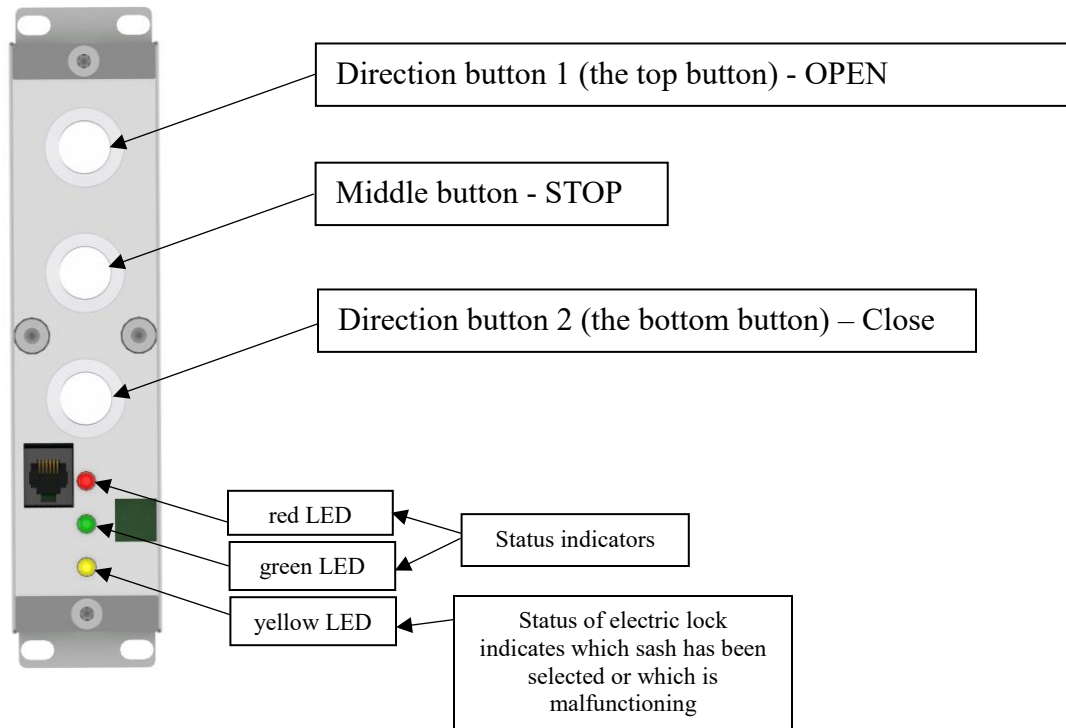 Direction button 1 (the top button) - OPEN
Middle button - STOP
Direction button 2 (the bottom button) – Close
red LED
green LED
Status indicators
yellow LED
Status of electric lock
indicates which sash has been
selected or which is
malfunctioning